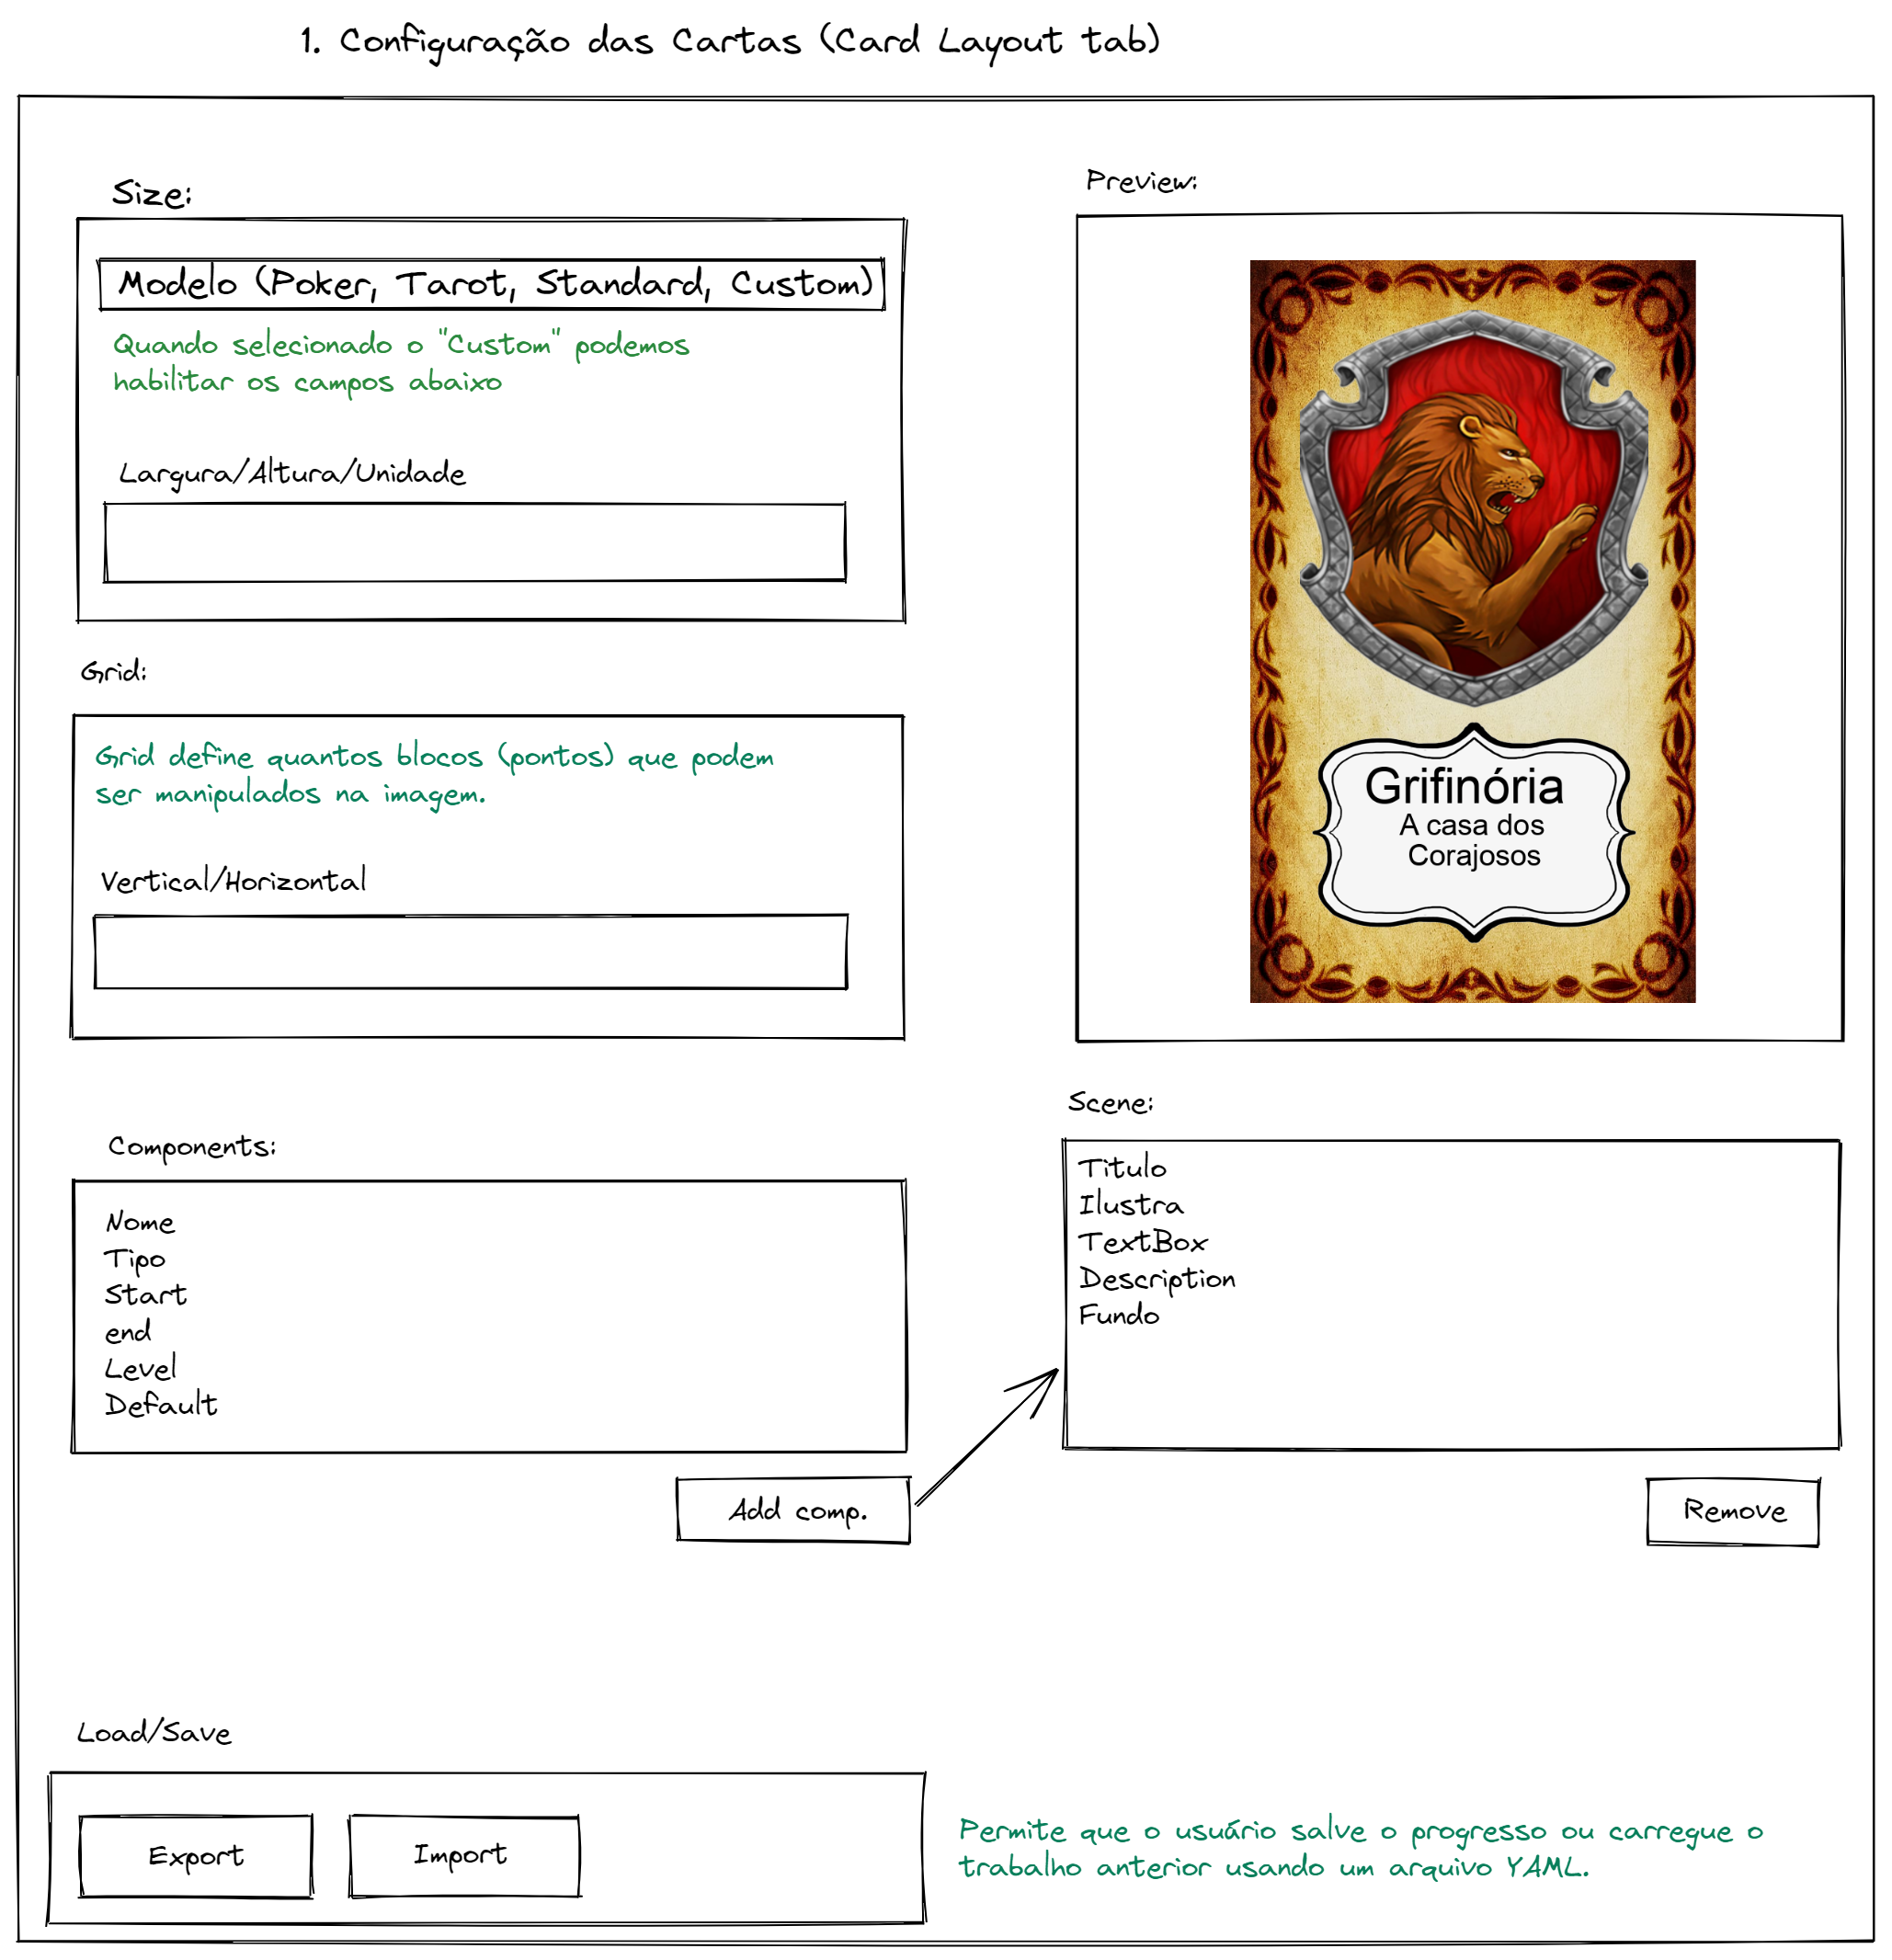 1. Configuração das Cartas (Card Layout tab)
Size:
Modelo (Poker, Tarot, Standard, Custom)
Quando selecionado o "Custom" podemos
habilitar os campos abaixo
Largura/Altura/Unidade
Grid:
Grid define quantos blocos (pontos) que podem
ser manipulados na imagem.
Vertical/Horizontal
Components:
Nome
Tipo
Start
end
Level
Default
Add comp.
Preview:
Grifinória
A casa dos
Corajosos
Scene:
Titulo
Ilustra
TextBox
Description
Fundo
Remove
Load/Save
Export
Import
Permite que o usuário salve o progresso ou carregue o
trabalho anterior usando um arquivo YAML.